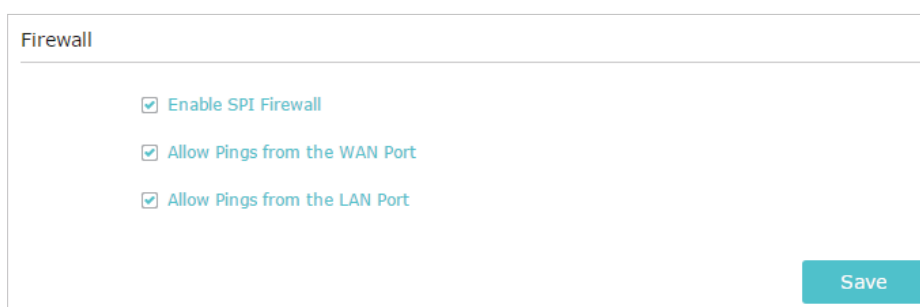 Firewall
Enable SPI Firewall
Allow Pings from the WAN Port
Allow Pings from the LAN Port
Save